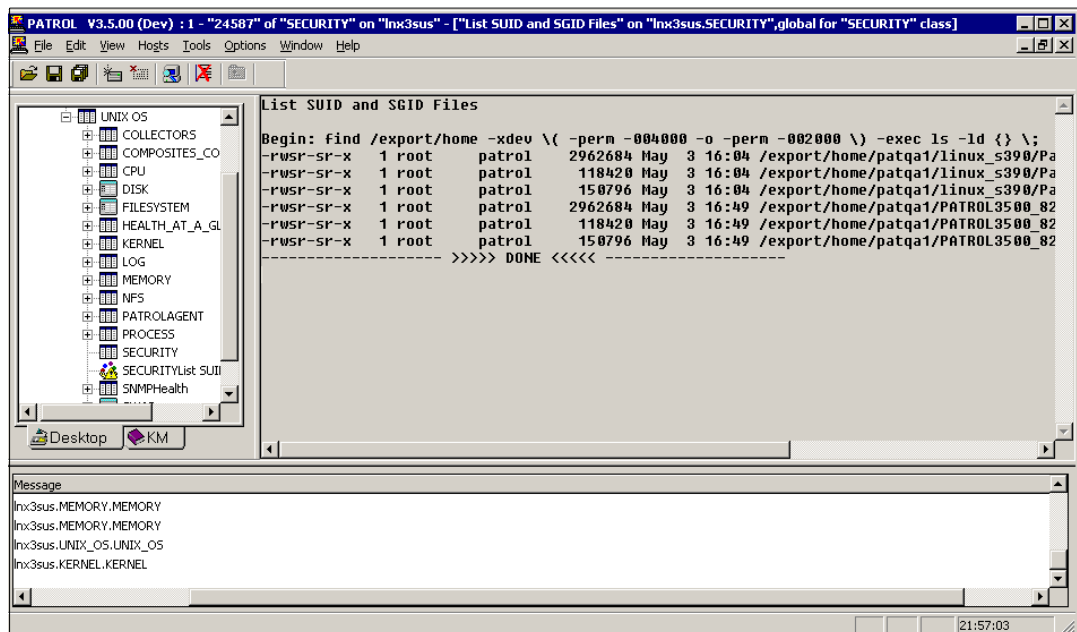 PATROL V3.5.00 (Dev) : 1 - "24587" of "SECURITY" on "lnx3sus" - ["List SUID and SGID Files" on "lnx3sus.SECURITY",global for "SECURITY" class]
File Edit View Hosts Tools Options Window Help
UNIX OS
COLLECTORS
COMPOSITES_CO
CPU
DISK
FILESYSTEM
HEALTH_AT_A_GL
KERNEL
LOG
MEMORY
NFS
PATROLAGENT
PROCESS
SECURITY
SECURITYList SUI
SNMPHealth
Desktop KM
List SUID and SGID Files
Begin: find /export/home -xdev \( -perm -004000 -o -perm -002000 \) -exec ls -ld {} \;
-rwsr-sr-x 1 root patrol 2962684 May 3 16:04 /export/home/patqa1/linux_s390/Pa
-rwsr-sr-x 1 root patrol 118420 May 3 16:04 /export/home/patqa1/linux_s390/Pa
-rwsr-sr-x 1 root patrol 150796 May 3 16:04 /export/home/patqa1/linux_s390/Pa
-rwsr-sr-x 1 root patrol 2962684 May 3 16:49 /export/home/patqa1/PATROL3500_82
-rwsr-sr-x 1 root patrol 118420 May 3 16:49 /export/home/patqa1/PATROL3500_82
-rwsr-sr-x 1 root patrol 150796 May 3 16:49 /export/home/patqa1/PATROL3500_82
-------------------- >>>>> DONE <<<<< --------------------
Message
lnx3sus.MEMORY.MEMORY
lnx3sus.MEMORY.MEMORY
lnx3sus.UNIX_OS.UNIX_OS
lnx3sus.KERNEL.KERNEL
21:57:03